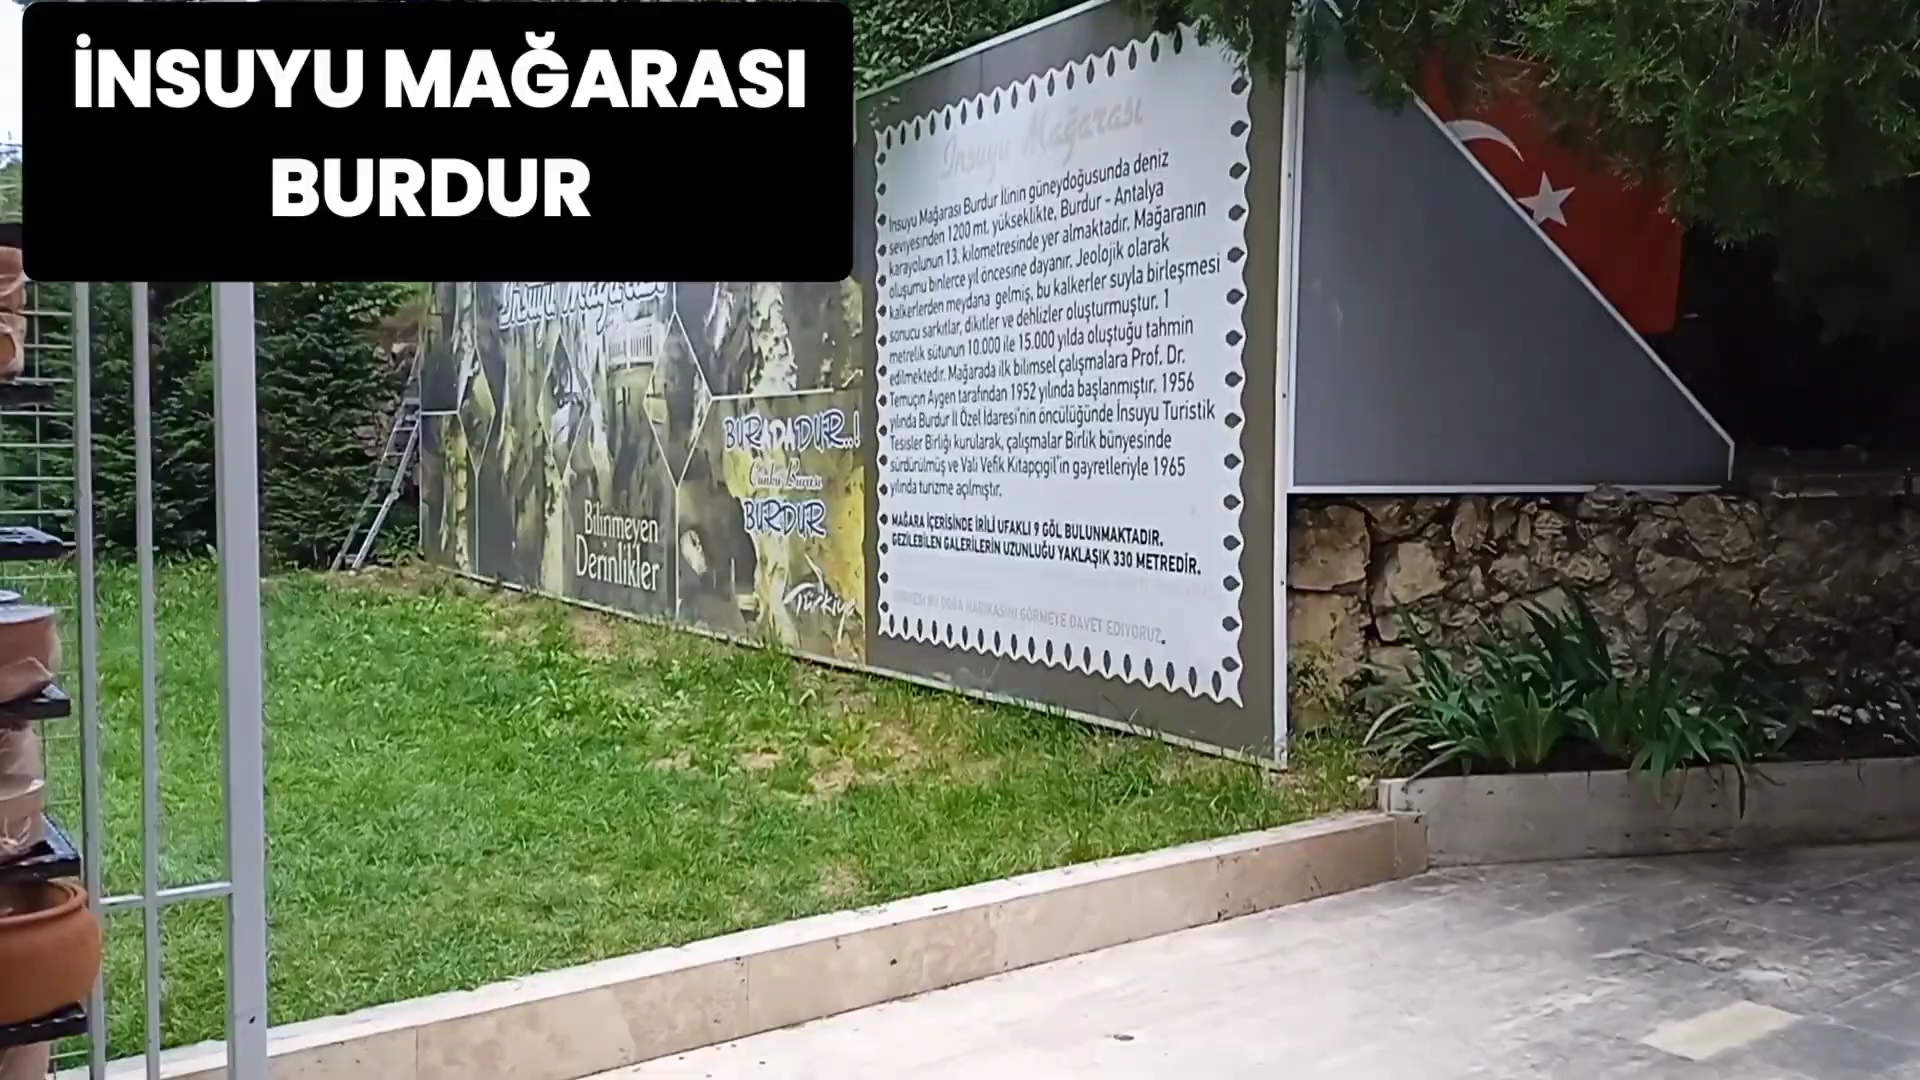 İNSUYU MAĞARASI
BURDUR
İnsuyu Mağarası
İnsuyu Mağarası
BURADADUR..!
Çünkü Burası
BURDUR
Bilinmeyen
Derinlikler
Türkiye
İnsuyu Mağarası Burdur İlinin güneydoğusunda deniz
seviyesinden 1200 mt. yükseklikte, Burdur - Antalya
karayolunun 13. kilometresinde yer almaktadır. Mağaranın
oluşumu binlerce yıl öncesine dayanır. Jeolojik olarak
kalkerlerden meydana gelmiş, bu kalkerler suyla birleşmesi
sonucu sarkıtlar, dikitler ve dehlizler oluşturmuştur. 1
metrelik sütunun 10.000 ile 15.000 yılda oluştuğu tahmin
edilmektedir. Mağarada ilk bilimsel çalışmalara Prof. Dr.
Temuçin Aygen tarafından 1952 yılında başlanmıştır. 1956
yılında Burdur İl Özel İdaresi'nin öncülüğünde İnsuyu Turistik
Tesisler Birliği kurularak, çalışmalar Birlik bünyesinde
sürdürülmüş ve Vali Vefik Kitapçıgil'in gayretleriyle 1965
yılında turizme açılmıştır.
MAĞARA İÇERİSİNDE İRİLİ UFAKLI 9 GÖL BULUNMAKTADIR.
GEZİLEBİLEN GALERİLERİN UZUNLUĞU YAKLAŞIK 330 METREDİR.
BU DOĞA HARİKASINI GÖRMEYE DAVET EDİYORUZ.